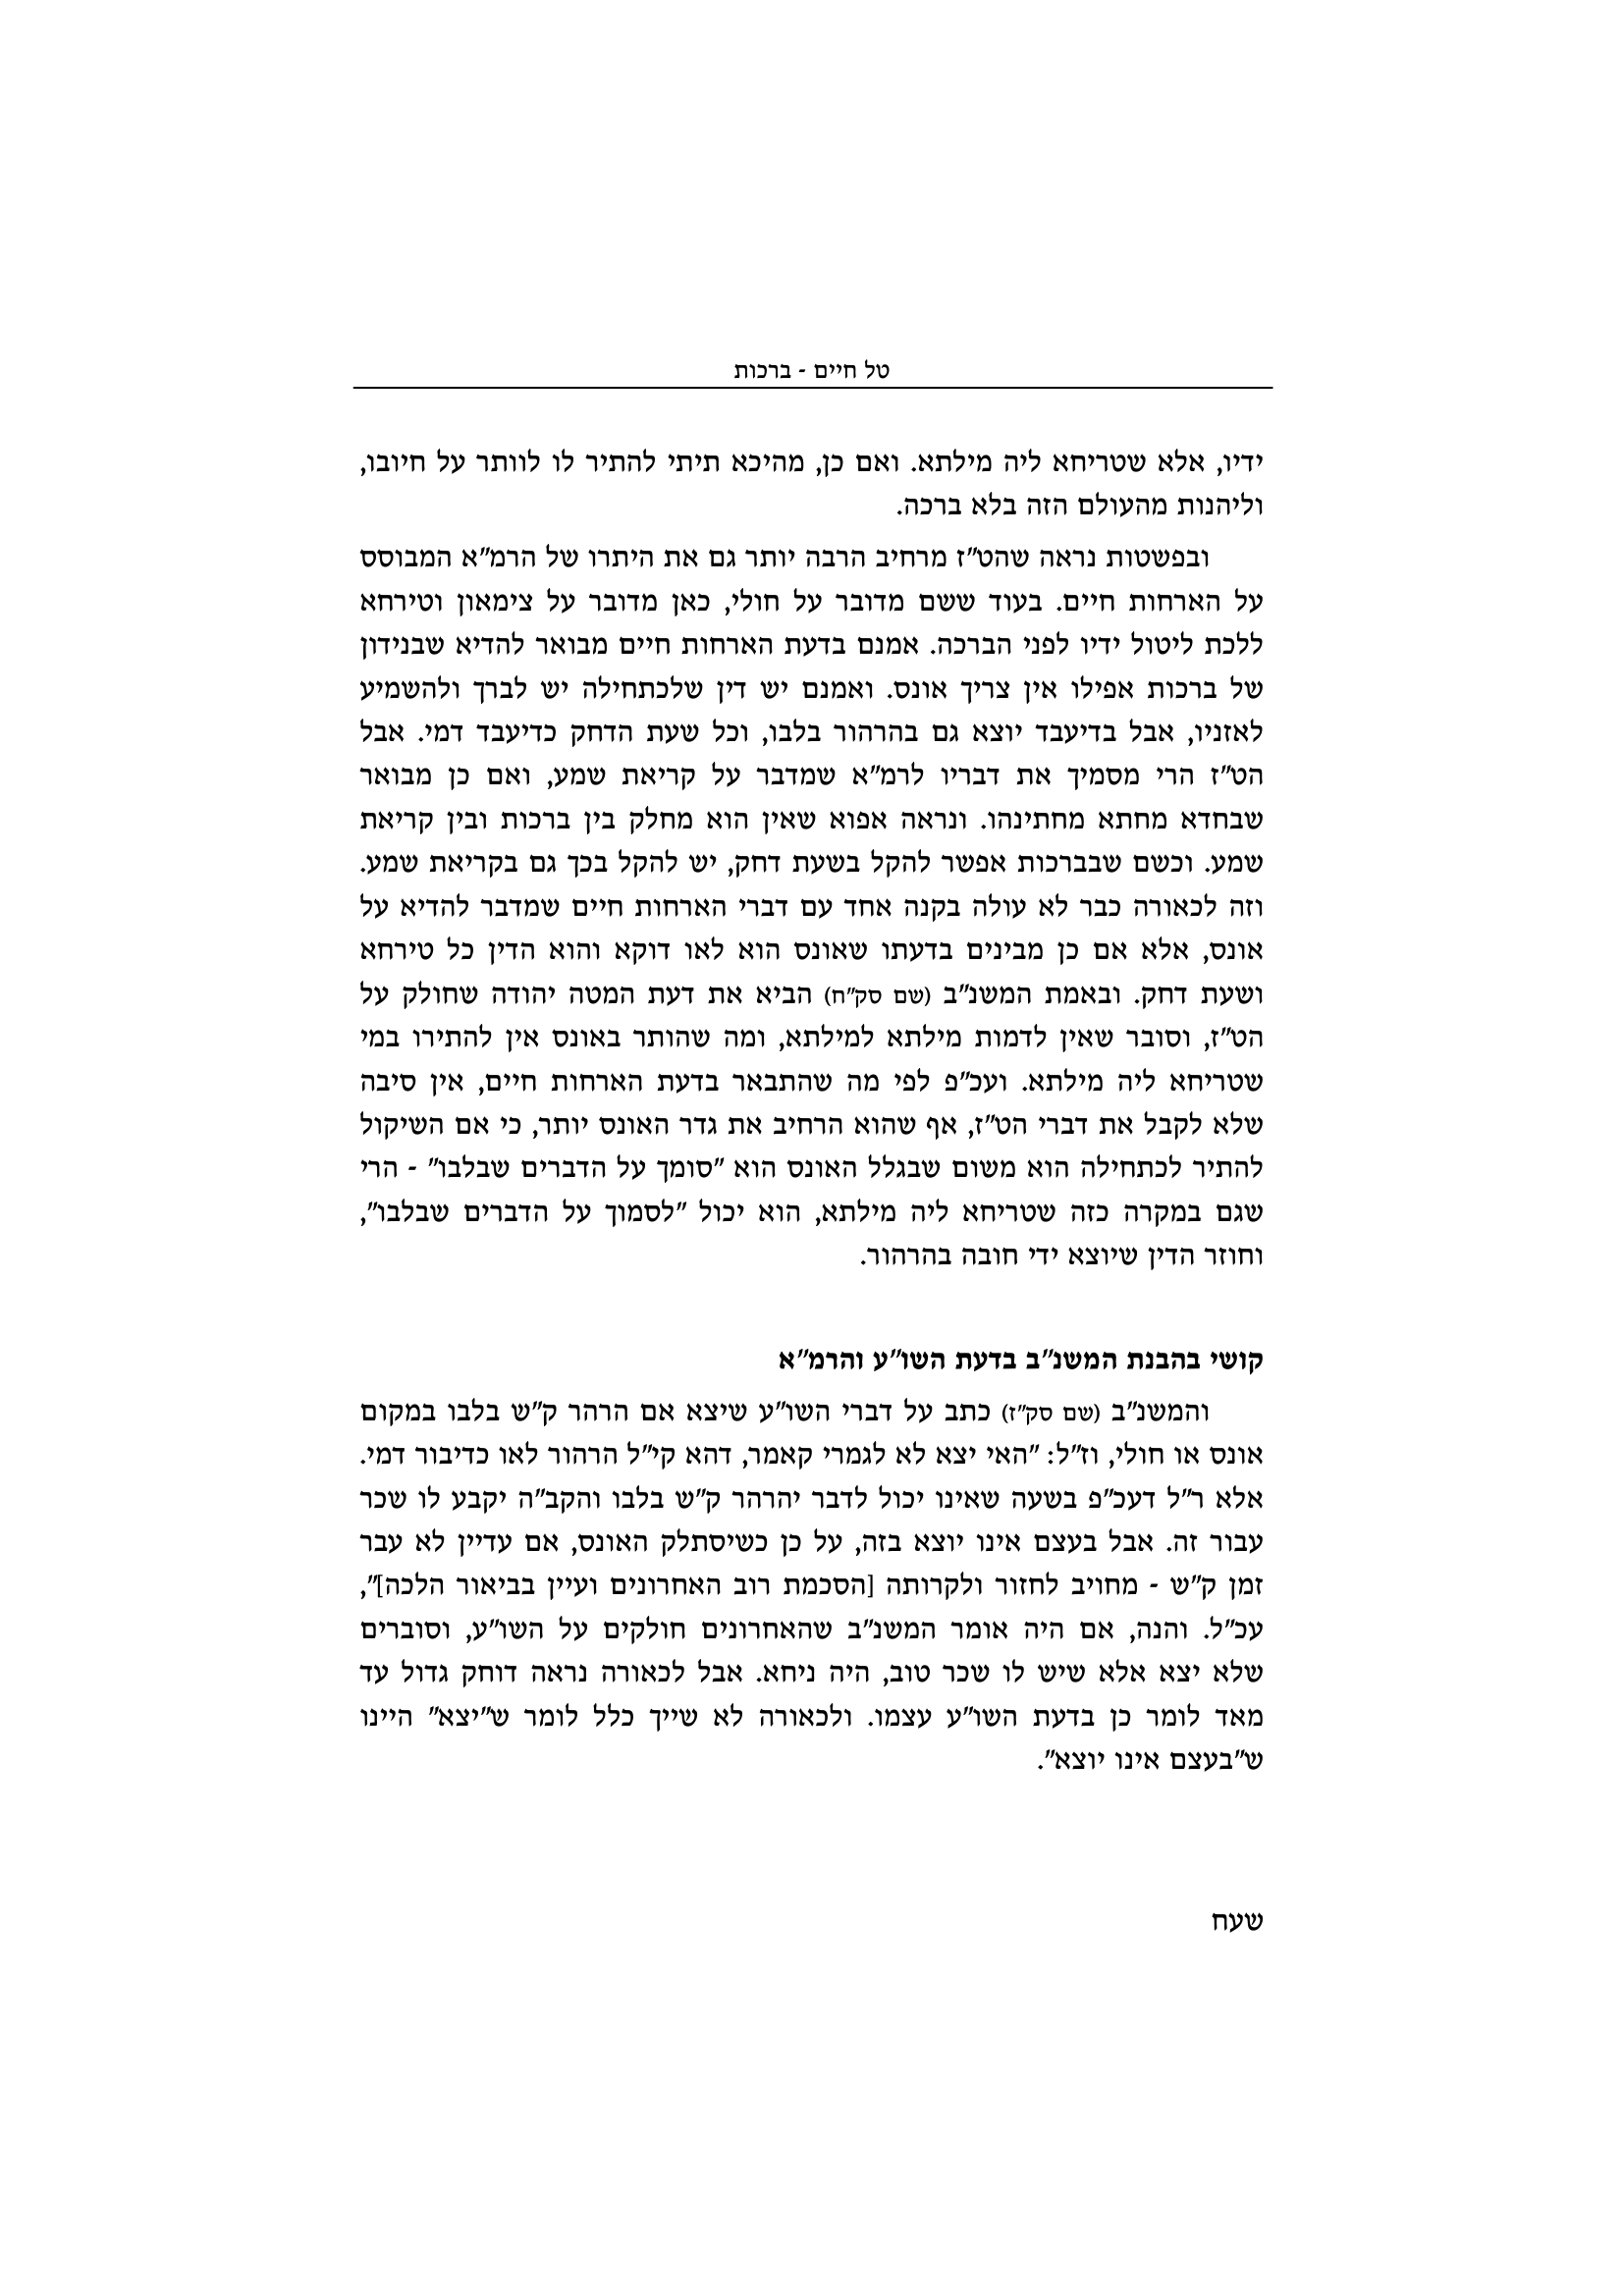 טל חיים - ברכות
ידיו, אלא שטריחא ליה מילתא. ואם כן, מהיכא תיתי להתיר לו לוותר על חיובו,
וליהנות מהעולם הזה בלא ברכה.
ובפשטות נראה שהט"ז מרחיב הרבה יותר גם את היתרו של הרמ"א המבוסס
על הארחות חיים. בעוד ששם מדובר על חולי, כאן מדובר על צימאון וטירחא
ללכת ליטול ידיו לפני הברכה. אמנם בדעת הארחות חיים מבואר להדיא שבנידון
של ברכות אפילו אין צריך אונס. ואמנם יש דין שלכתחילה יש לברך ולהשמיע
לאזניו, אבל בדיעבד יוצא גם בהרהור בלבו, וכל שעת הדחק כדיעבד דמי. אבל
הט"ז הרי מסמיך את דבריו לרמ"א שמדבר על קריאת שמע, ואם כן מבואר
שבחדא מחתא מחתינהו. ונראה אפוא שאין הוא מחלק בין ברכות ובין קריאת
שמע. וכשם שבברכות אפשר להקל בשעת דחק, יש להקל בכך גם בקריאת שמע.
וזה לכאורה כבר לא עולה בקנה אחד עם דברי הארחות חיים שמדבר להדיא על
אונס, אלא אם כן מבינים בדעתו שאונס הוא לאו דוקא והוא הדין כל טירחא
ושעת דחק. ובאמת המשנ"ב (שם סק"ח) הביא את דעת המטה יהודה שחולק על
הט"ז, וסובר שאין לדמות מילתא למילתא, ומה שהותר באונס אין להתירו במי
שטריחא ליה מילתא. ועכ"פ לפי מה שהתבאר בדעת הארחות חיים, אין סיבה
שלא לקבל את דברי הט"ז, אף שהוא הרחיב את גדר האונס יותר, כי אם השיקול
להתיר לכתחילה הוא משום שבגלל האונס הוא "סומך על הדברים שבלבו" - הרי
שגם במקרה כזה שטריחא ליה מילתא, הוא יכול "לסמוך על הדברים שבלבו",
וחוזר הדין שיוצא ידי חובה בהרהור.
קושי בהבנת המשנ"ב בדעת השו"ע והרמ"א
והמשנ"ב (שם סק"ז) כתב על דברי השו"ע שיצא אם הרהר ק"ש בלבו במקום
אונס או חולי, וז"ל: "האי יצא לא לגמרי קאמר, דהא קי"ל הרהור לאו כדיבור דמי.
אלא ר"ל דעכ"פ בשעה שאינו יכול לדבר יהרהר ק"ש בלבו והקב"ה יקבע לו שכר
עבור זה. אבל בעצם אינו יוצא בזה, על כן כשיסתלק האונס, אם עדיין לא עבר
זמן ק"ש - מחויב לחזור ולקרותה [הסכמת רוב האחרונים ועיין בביאור הלכה]",
עכ"ל. והנה, אם היה אומר המשנ"ב שהאחרונים חולקים על השו"ע, וסוברים
שלא יצא אלא שיש לו שכר טוב, היה ניחא. אבל לכאורה נראה דוחק גדול עד
מאד לומר כן בדעת השו"ע עצמו. ולכאורה לא שייך כלל לומר ש"יצא" היינו
ש"בעצם אינו יוצא".
שעח